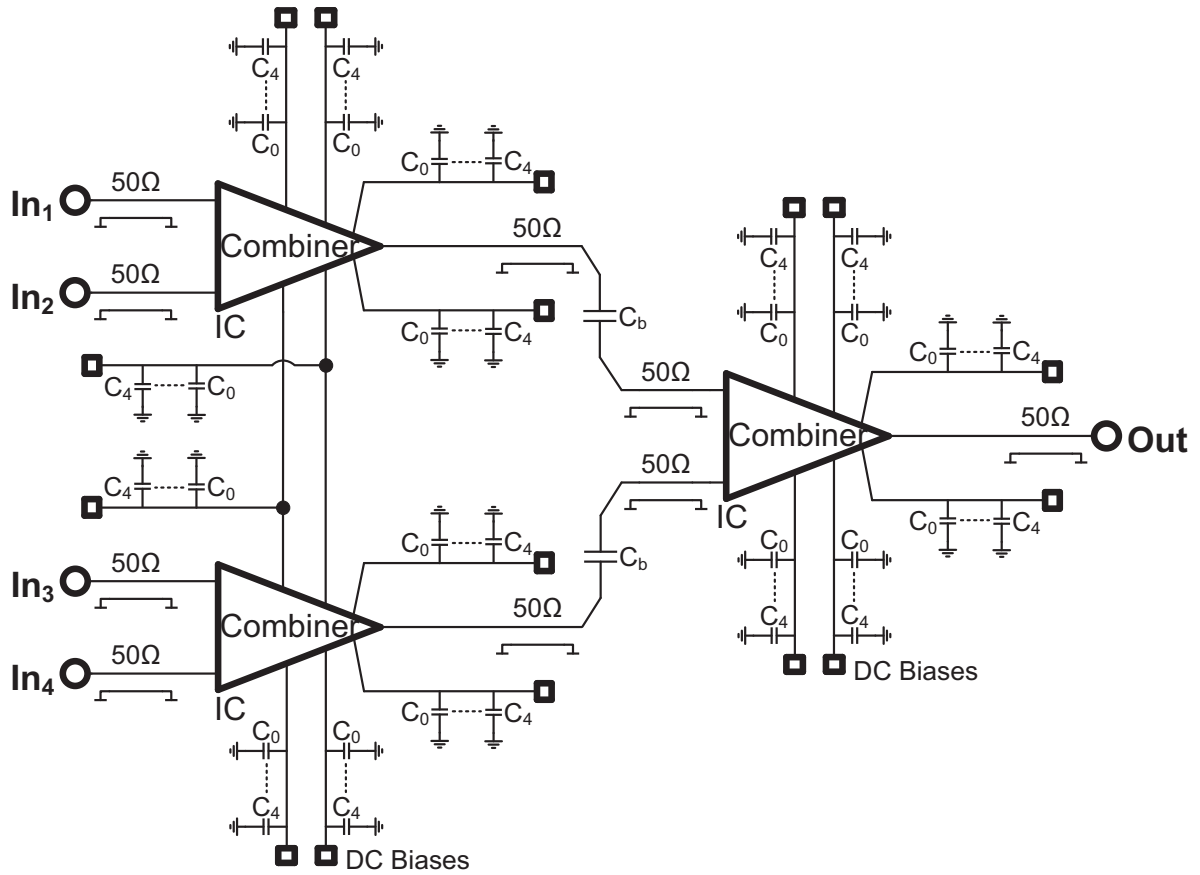 C4 C4
C0 C0
In1 50Ω
In2 50Ω
Combiner
IC
C0 C4
50Ω
C0 C4
Cb
C4 C0
C4 C0
In3 50Ω
In4 50Ω
Combiner
IC
C0 C4
Cb
50Ω
C0 C4
C0 C0
C4 C4
DC Biases
50Ω
50Ω
C4 C4
C0 C0
Combiner
IC
C0 C4
50Ω
Out
C0 C4
C0 C0
C4 C4
DC Biases